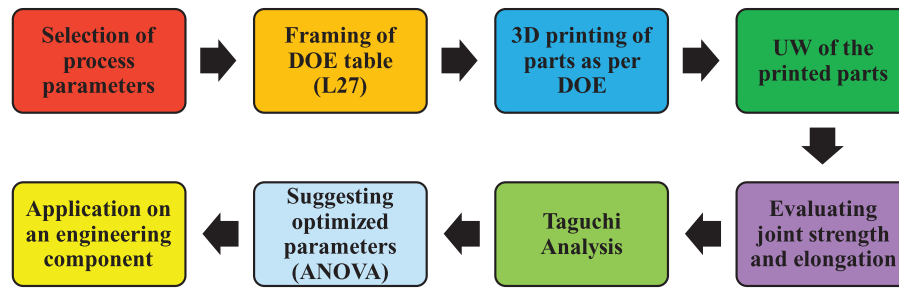 Selection of
process
parameters
Framing of
DOE table
(L27)
3D printing of
parts as per
DOE
UW of the
printed parts
Evaluating
joint strength
and elongation
Taguchi
Analysis
Suggesting
optimized
parameters
(ANOVA)
Application on
an engineering
component